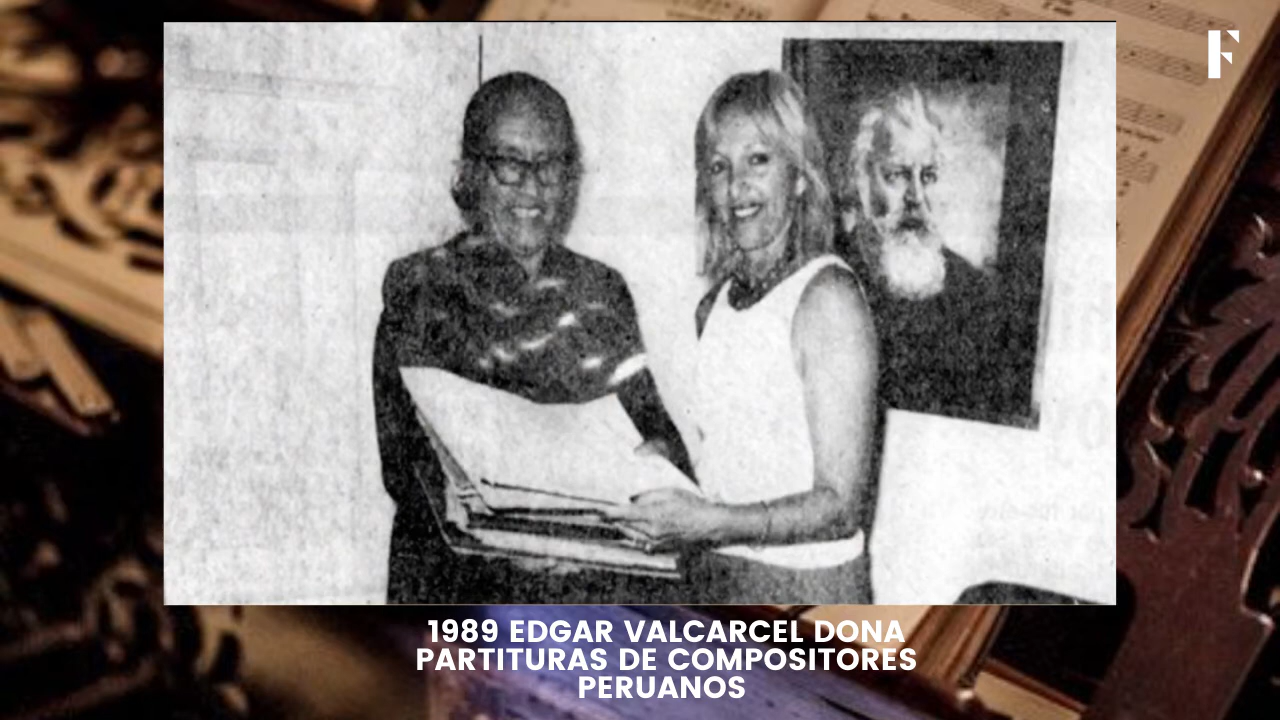 F
1989 EDGAR VALCARCEL DONA
PARTITURAS DE COMPOSITORES
PERUANOS